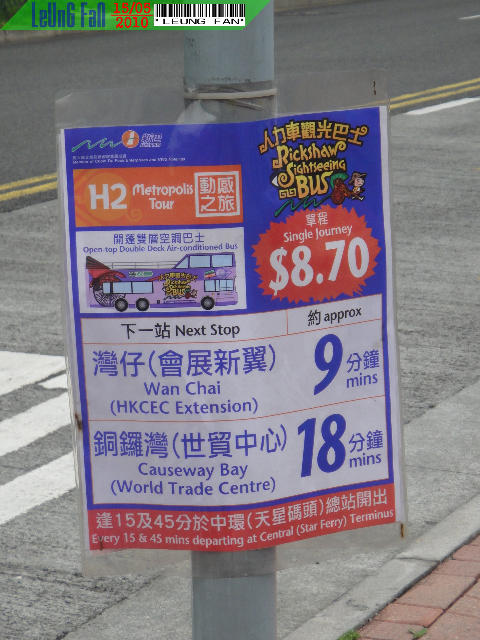 LeUnG FaN 15/05 2010 "LEUNG FAN"
新巴
人力車觀光巴士
Rickshaw
Sightseeing
BUS
H2 Metropolis Tour 動感之旅
開蓬雙層空調巴士
Open-top Double Deck Air-conditioned Bus
單程
Single Journey
$8.70
下一站 Next Stop
約 approx
灣仔(會展新翼)
Wan Chai
(HKCEC Extension)
9 分鐘 mins
銅鑼灣(世貿中心)
Causeway Bay
(World Trade Centre)
18 分鐘 mins
逢15及45分於中環(天星碼頭)總站開出
Every 15 & 45 mins departing at Central (Star Ferry) Terminus